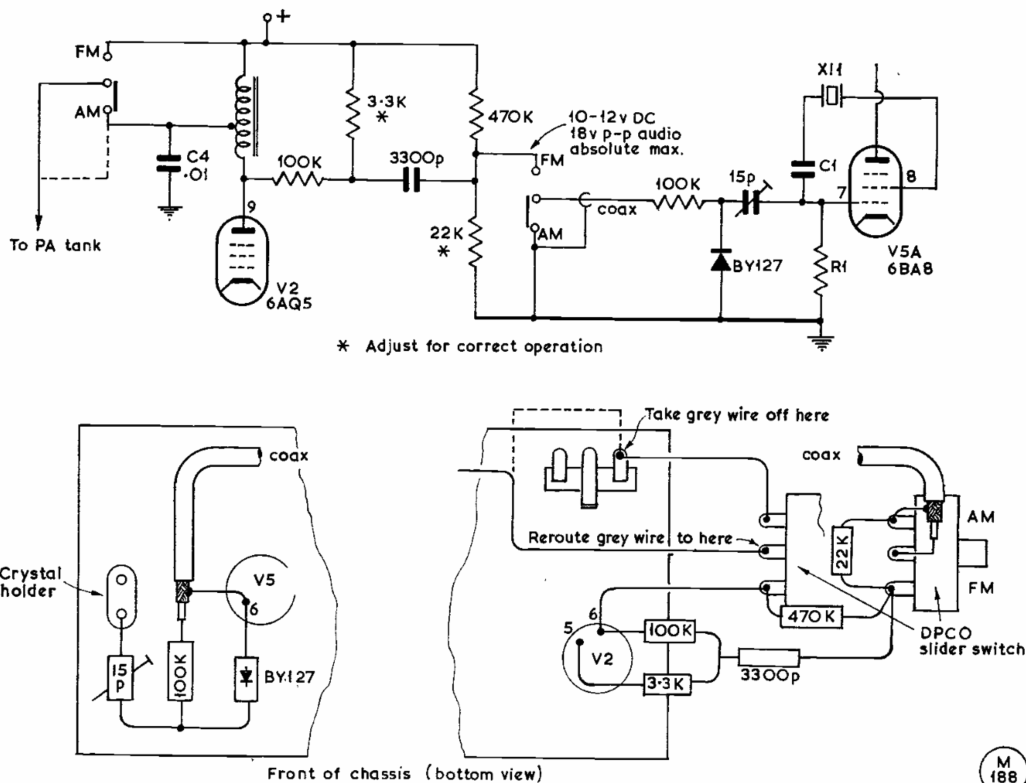 +
FM
AM
C4
.01
To PA tank
9
V2
6AQ5
100K
3·3K
*
3300p
470K
22K
*
10-12v DC
18v p-p audio
absolute max.
FM
AM
coax
100K
15p
BY127
C1
X11
7
8
R1
V5A
6BA8
* Adjust for correct operation
coax
V5
6
Crystal
holder
15
P
100K
BY127
Take grey wire off here
Reroute grey wire to here
5
6
V2
100K
3·3K
3300p
470K
22K
coax
AM
FM
DPCO
slider switch
Front of chassis (bottom view)
M
188